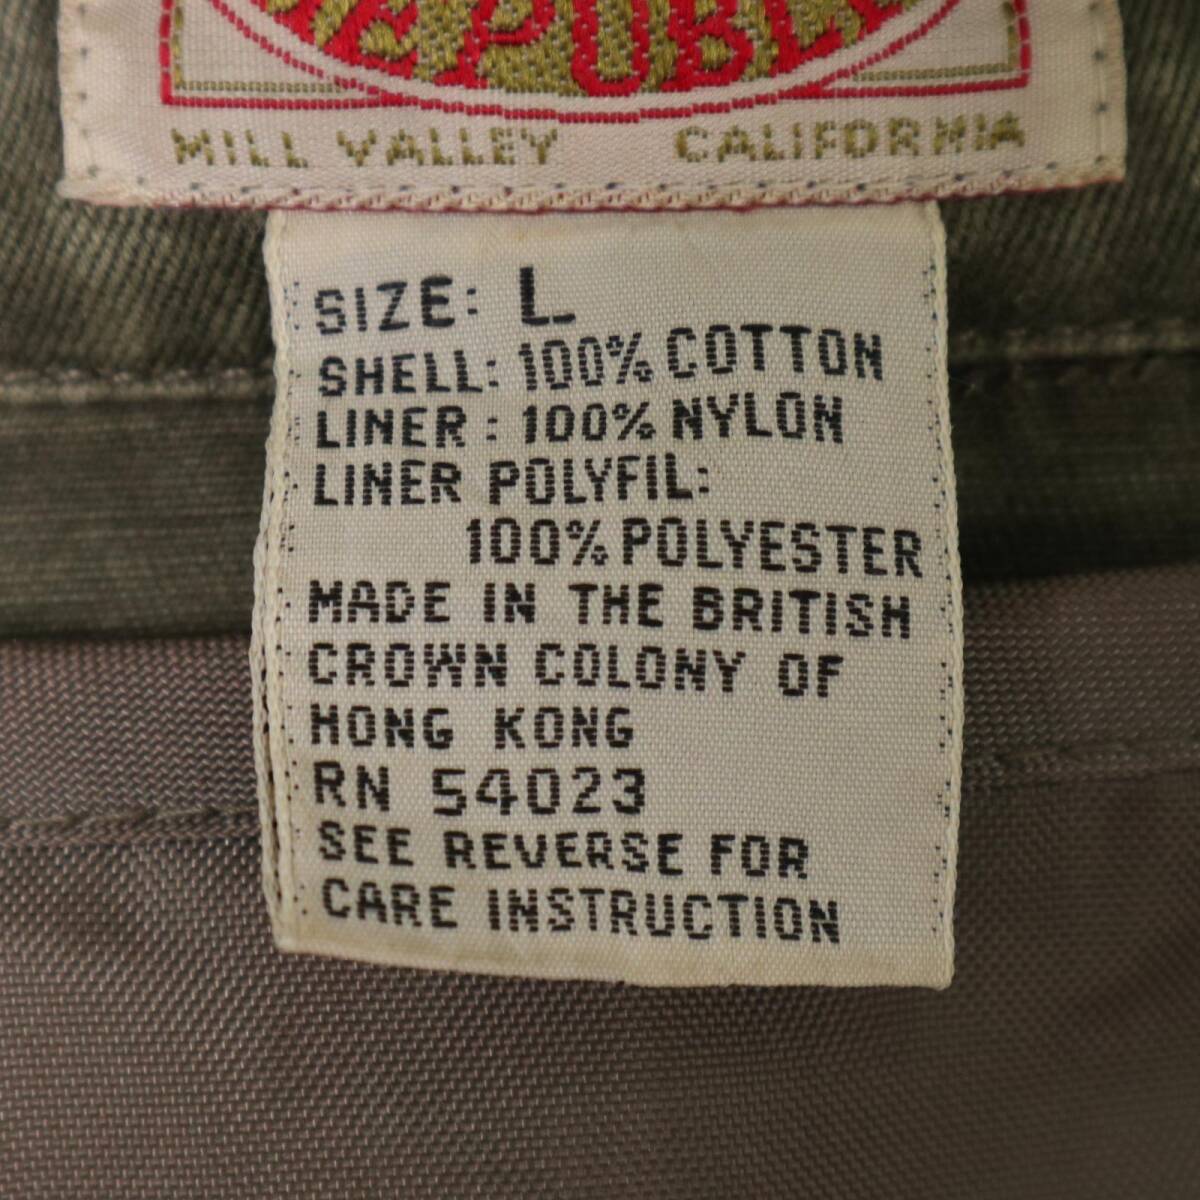 MILL VALLEY CALIFORNIA
SIZE: L
SHELL: 100% COTTON
LINER: 100% NYLON
LINER POLYFIL:
100% POLYESTER
MADE IN THE BRITISH
CROWN COLONY OF
HONG KONG
RN 54023
SEE REVERSE FOR
CARE INSTRUCTION